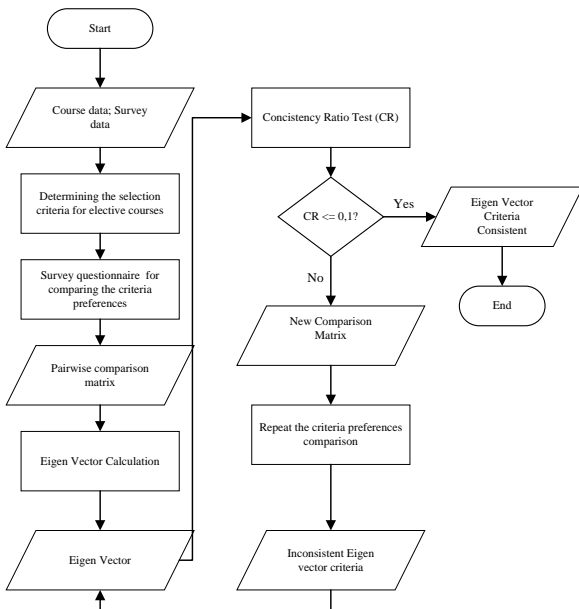 Start
Course data; Survey
data
Determining the selection
criteria for elective courses
Survey questionnaire for
comparing the criteria
preferences
Pairwise comparison
matrix
Eigen Vector Calculation
Eigen Vector
Concistency Ratio Test (CR)
CR <= 0,1?
Yes
No
Eigen Vector
Criteria
Consistent
End
New Comparison
Matrix
Repeat the criteria preferences
comparison
Inconsistent Eigen
vector criteria